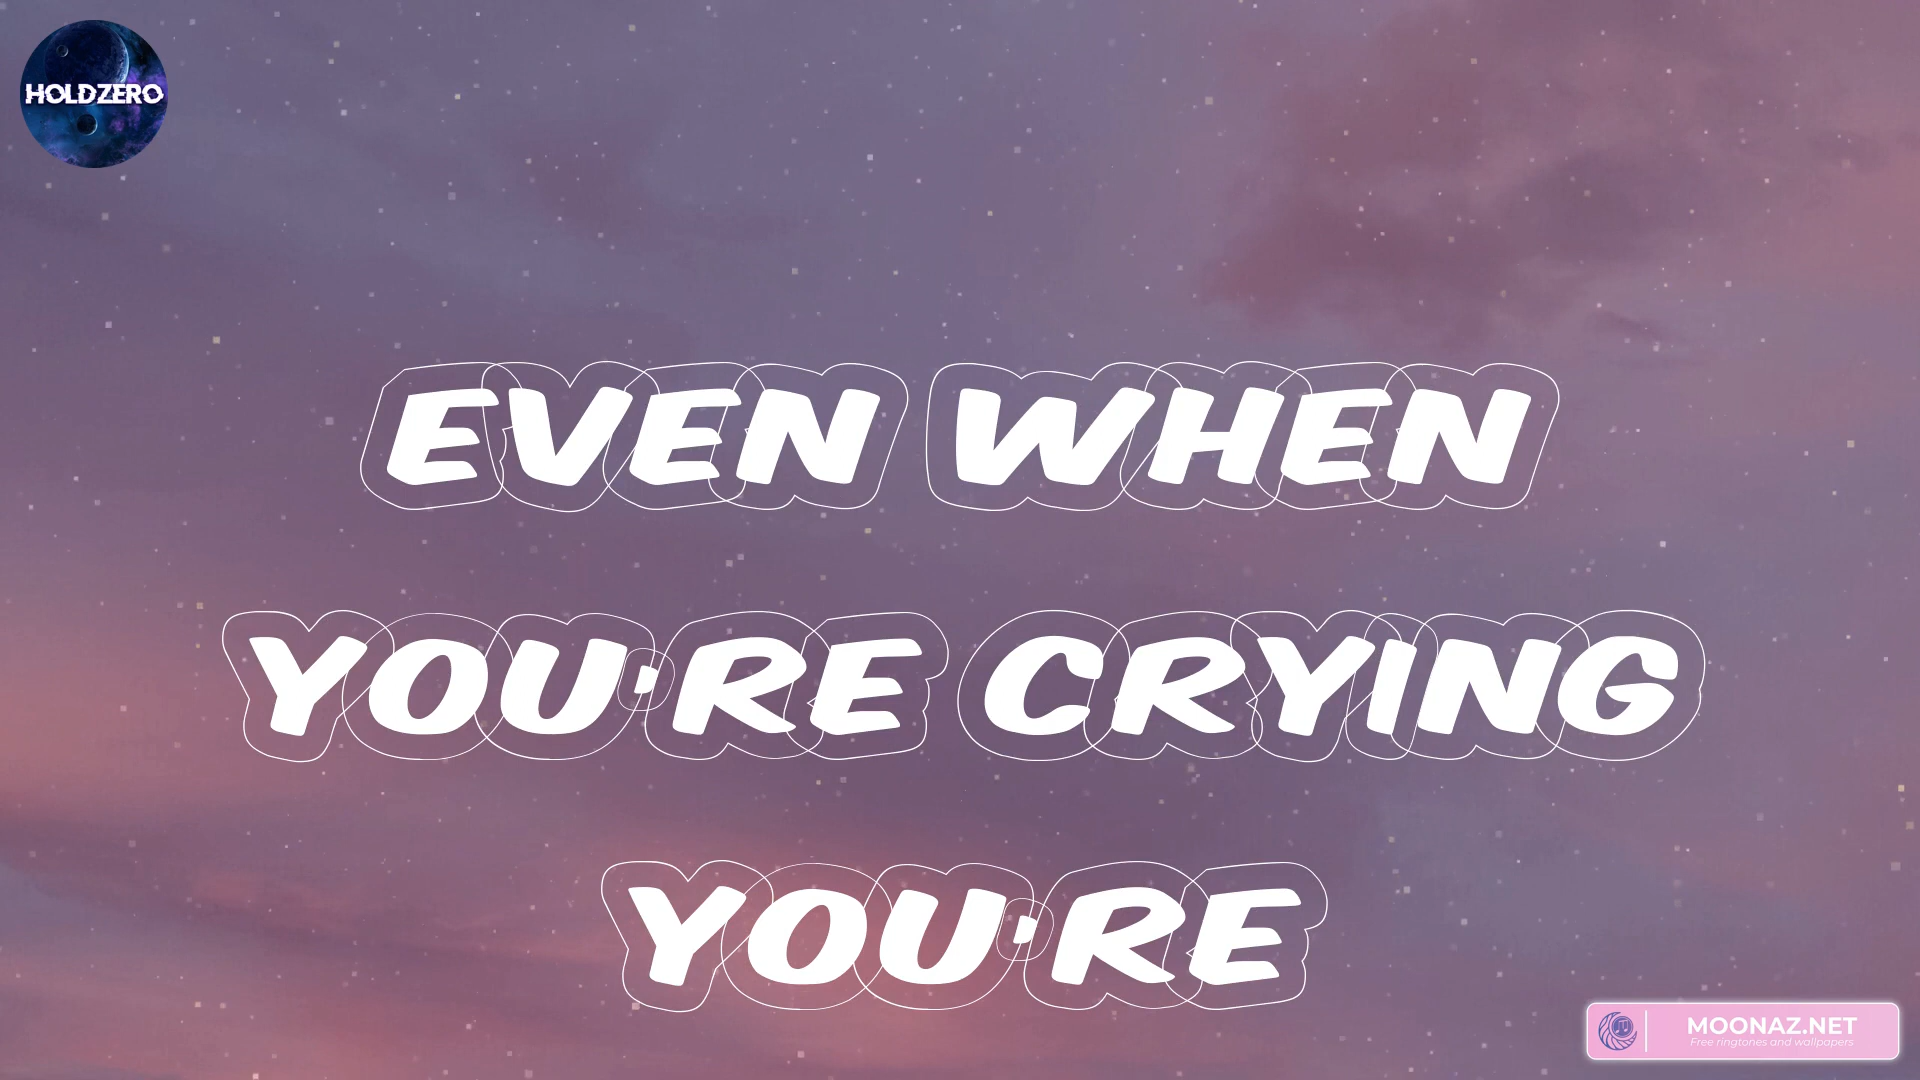 HOLDZERO
EVEN WHEN
YOU'RE CRYING
YOU'RE
MOONAZ.NET
Free ringtones and wallpapers